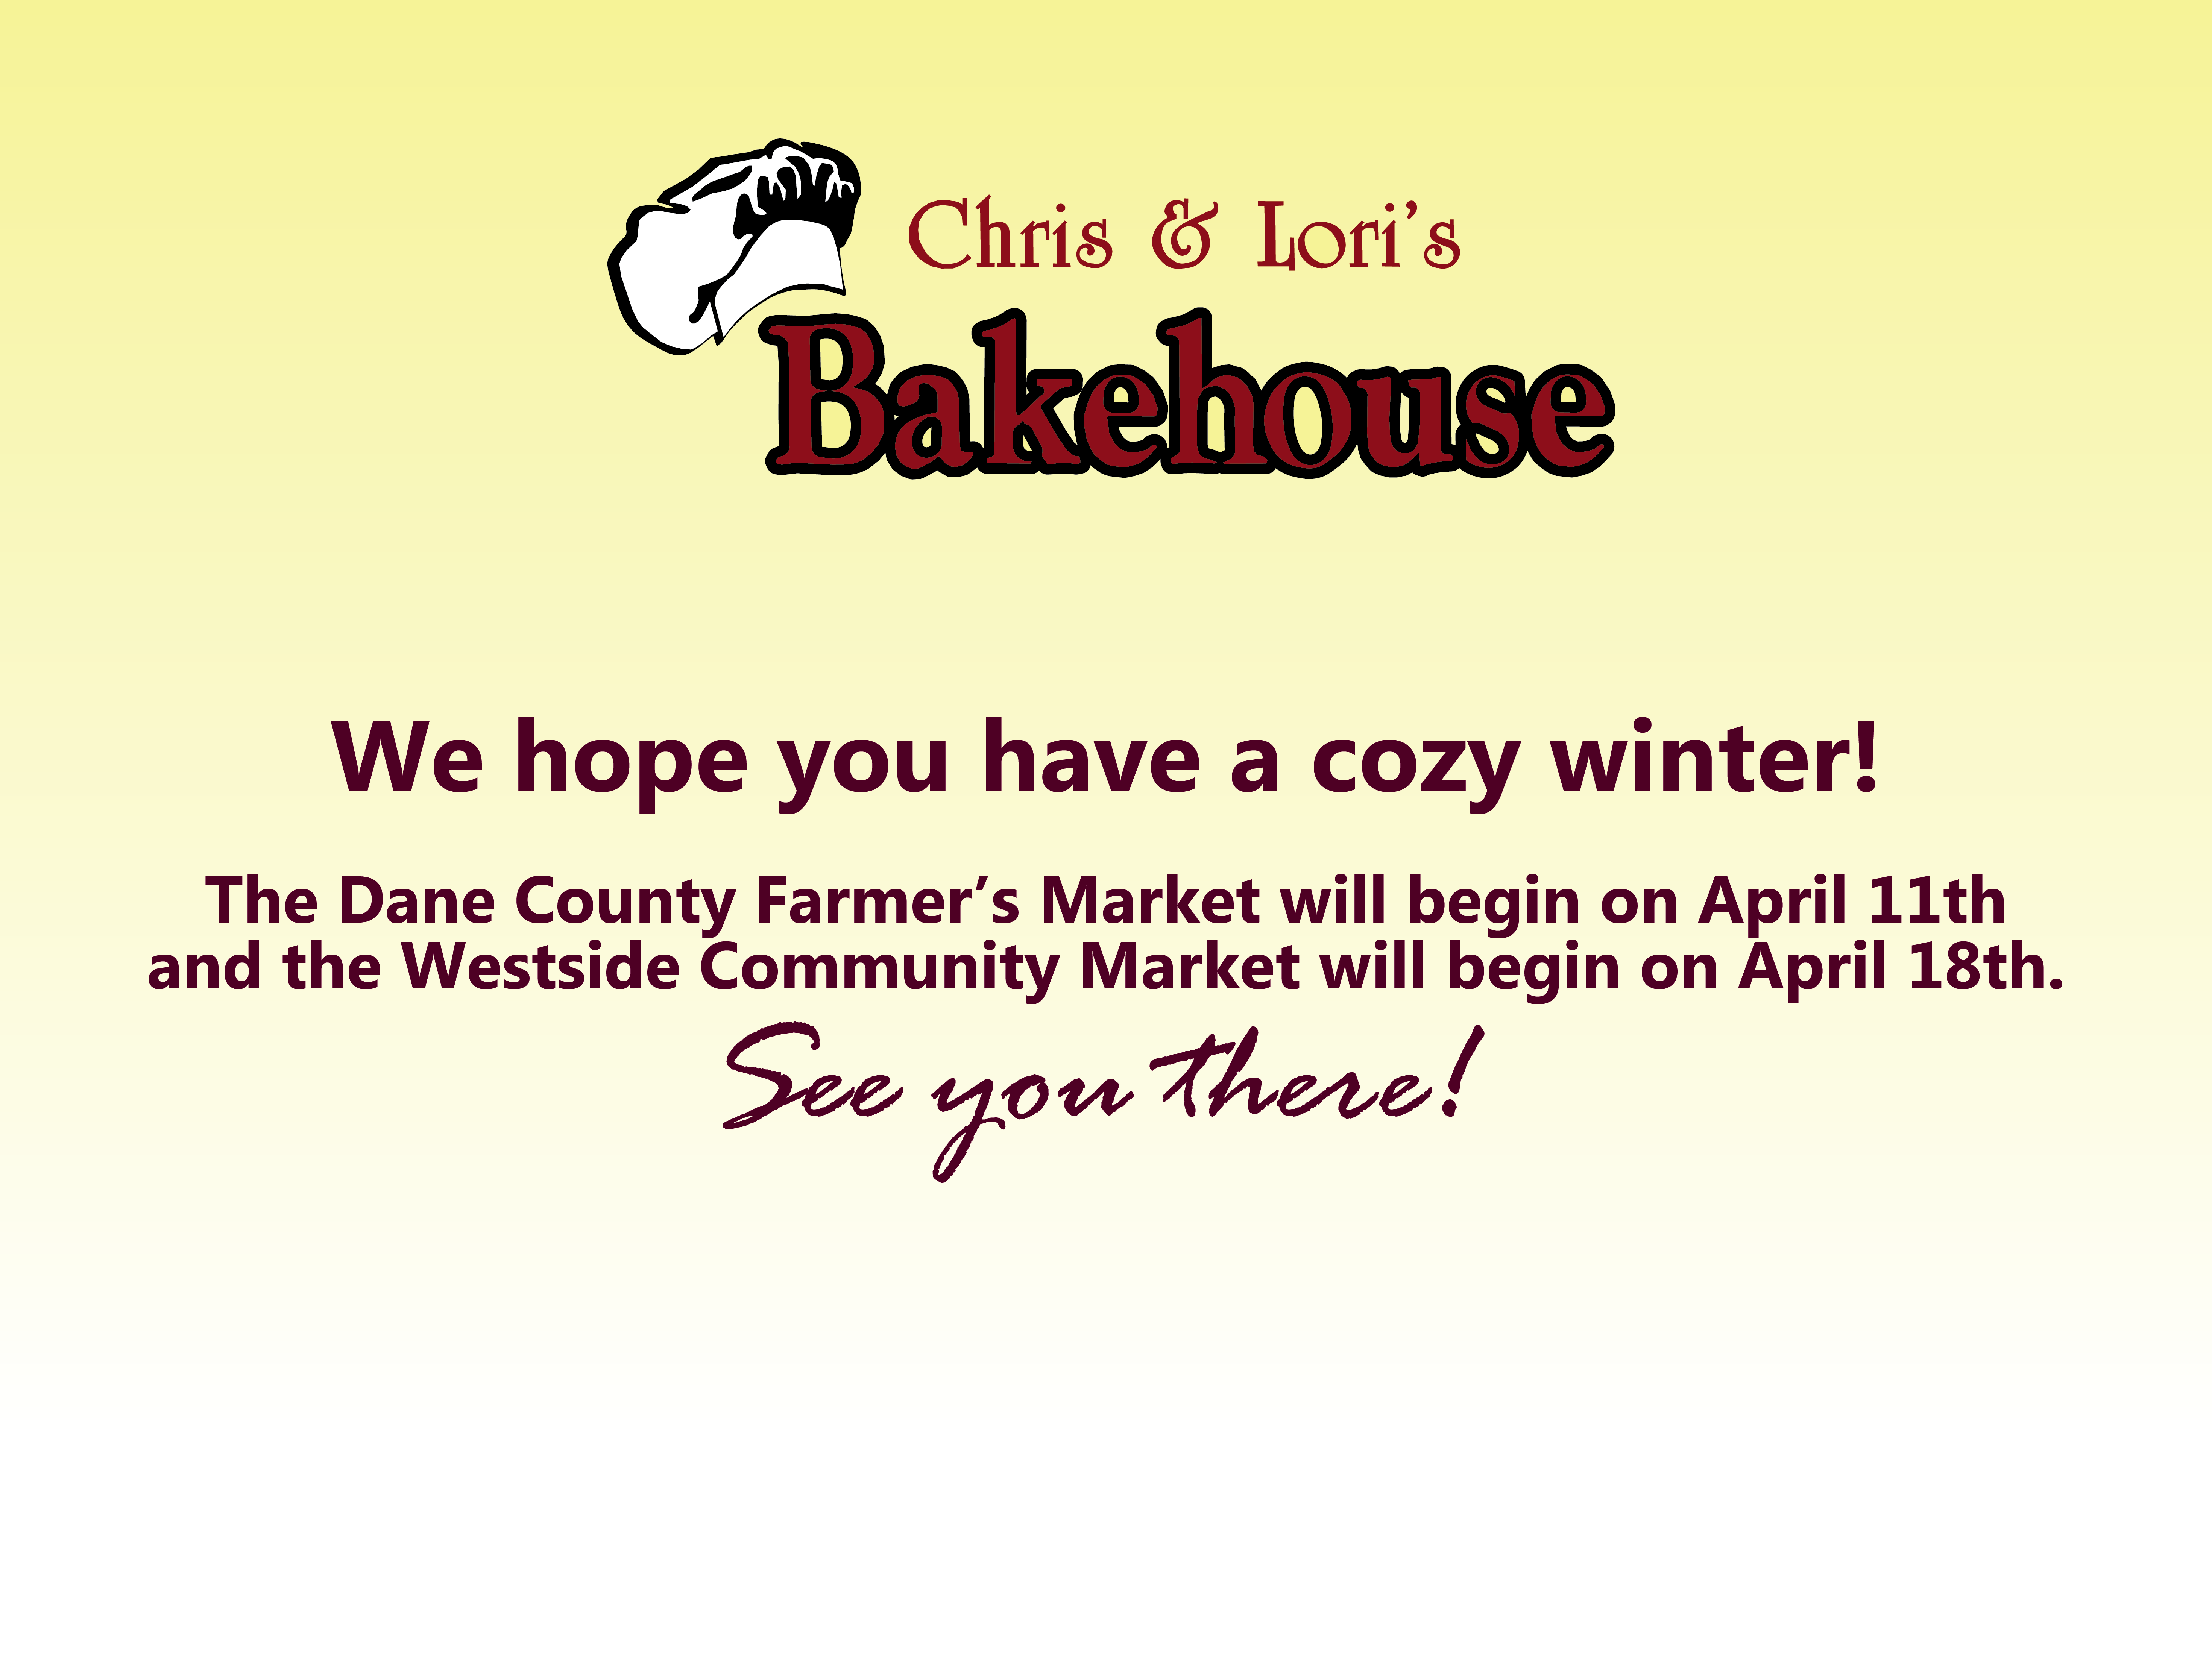 Chris & Lori’s
Bakehouse
We hope you have a cozy winter!
The Dane County Farmer’s Market will begin on April 11th
and the Westside Community Market will begin on April 18th.
See you there!